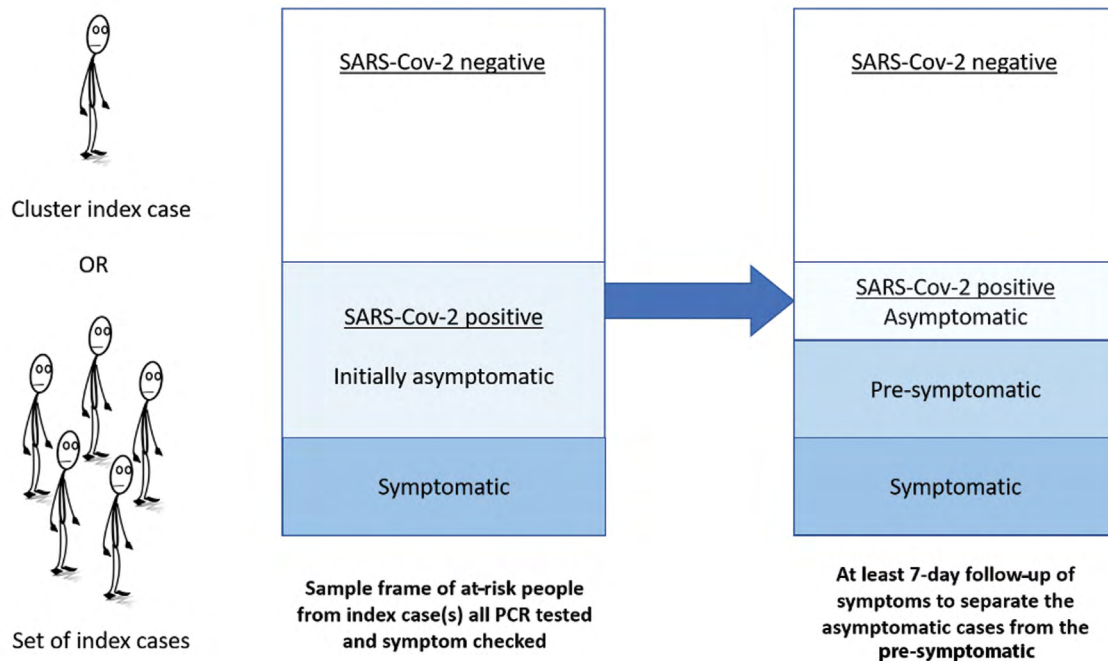 Cluster index case
OR
Set of index cases
SARS-Cov-2 negative
SARS-Cov-2 positive
Initially asymptomatic
Symptomatic
Sample frame of at-risk people
from index case(s) all PCR tested
and symptom checked
SARS-Cov-2 negative
SARS-Cov-2 positive
Asymptomatic
Pre-symptomatic
Symptomatic
At least 7-day follow-up of
symptoms to separate the
asymptomatic cases from the
pre-symptomatic